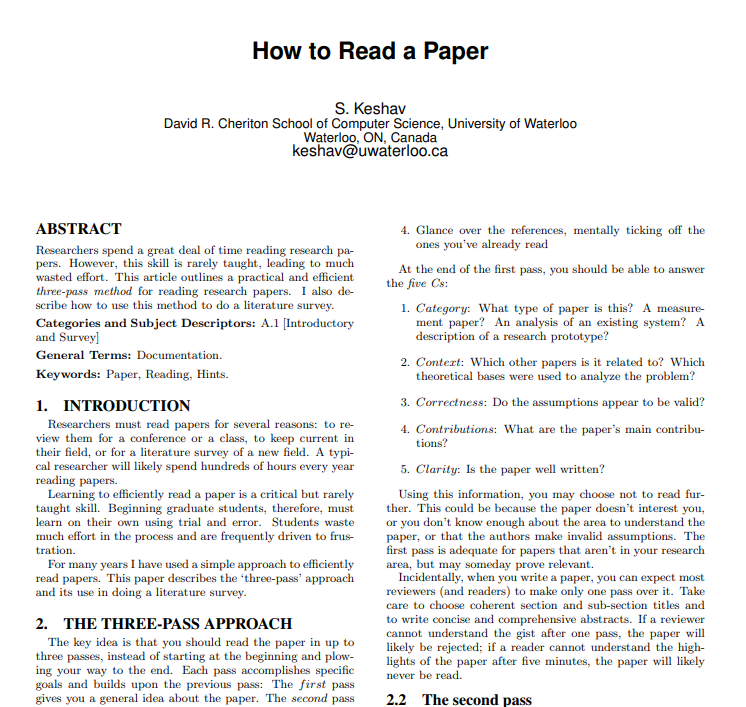 How to Read a Paper
S. Keshav
David R. Cheriton School of Computer Science, University of Waterloo
Waterloo, ON, Canada
keshav@uwaterloo.ca
ABSTRACT
Researchers spend a great deal of time reading research pa-
pers. However, this skill is rarely taught, leading to much
wasted effort. This article outlines a practical and efficient
three-pass method for reading research papers. I also de-
scribe how to use this method to do a literature survey.
Categories and Subject Descriptors: A.1 [Introductory
and Survey]
General Terms: Documentation.
Keywords: Paper, Reading, Hints.
1. INTRODUCTION
Researchers must read papers for several reasons: to re-
view them for a conference or a class, to keep current in
their field, or for a literature survey of a new field. A typi-
cal researcher will likely spend hundreds of hours every year
reading papers.
Learning to efficiently read a paper is a critical but rarely
taught skill. Beginning graduate students, therefore, must
learn on their own using trial and error. Students waste
much effort in the process and are frequently driven to frus-
tration.
For many years I have used a simple approach to efficiently
read papers. This paper describes the ‘three-pass’ approach
and its use in doing a literature survey.
2. THE THREE-PASS APPROACH
The key idea is that you should read the paper in up to
three passes, instead of starting at the beginning and plow-
ing your way to the end. Each pass accomplishes specific
goals and builds upon the previous pass: The first pass
gives you a general idea about the paper. The second pass
4. Glance over the references, mentally ticking off the
ones you’ve already read
At the end of the first pass, you should be able to answer
the five Cs:
1. Category: What type of paper is this? A measure-
ment paper? An analysis of an existing system? A
description of a research prototype?
2. Context: Which other papers is it related to? Which
theoretical bases were used to analyze the problem?
3. Correctness: Do the assumptions appear to be valid?
4. Contributions: What are the paper’s main contribu-
tions?
5. Clarity: Is the paper well written?
Using this information, you may choose not to read fur-
ther. This could be because the paper doesn’t interest you,
or you don’t know enough about the area to understand the
paper, or that the authors make invalid assumptions. The
first pass is adequate for papers that aren’t in your research
area, but may someday prove relevant.
Incidentally, when you write a paper, you can expect most
reviewers (and readers) to make only one pass over it. Take
care to choose coherent section and sub-section titles and
to write concise and comprehensive abstracts. If a reviewer
cannot understand the gist after one pass, the paper will
likely be rejected; if a reader cannot understand the high-
lights of the paper after five minutes, the paper will likely
never be read.
2.2 The second pass